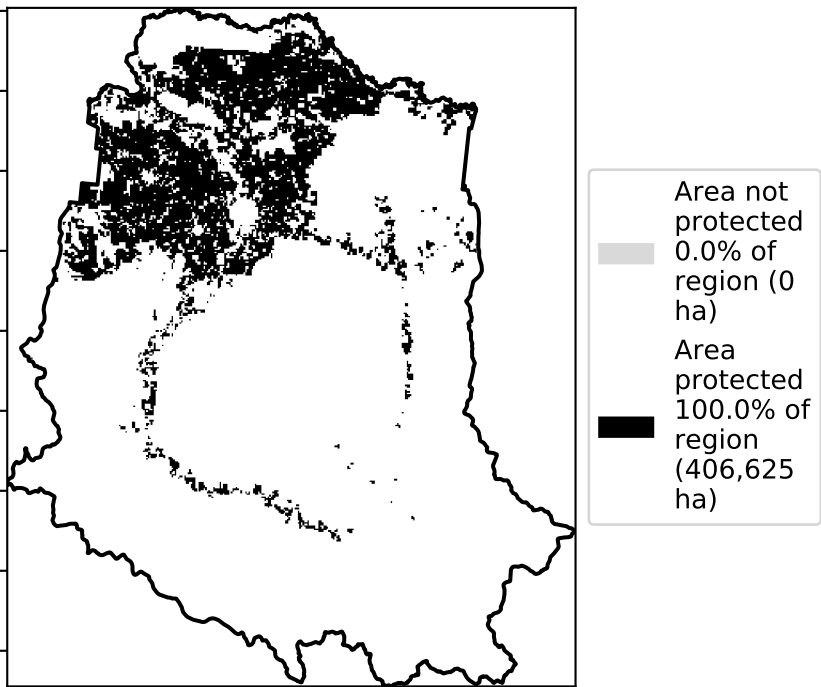 Area not
protected
0.0% of
region (0
ha)
Area
protected
100.0% of
region
(406,625
ha)